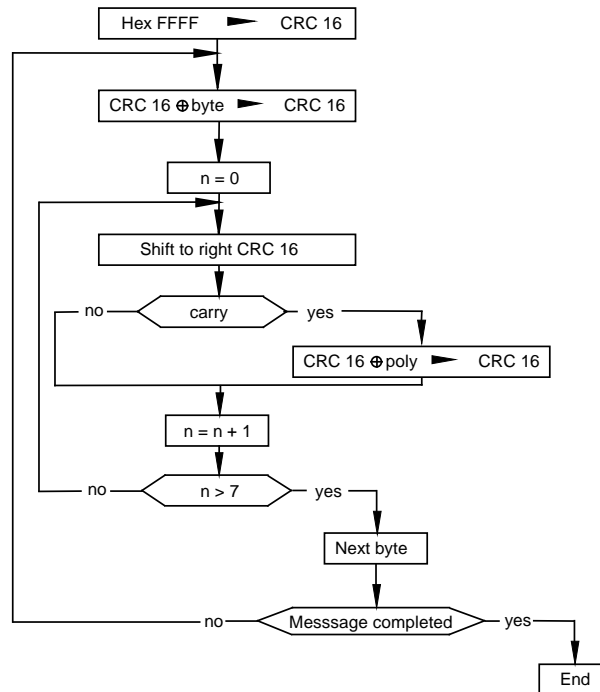 Hex FFFF CRC 16
CRC 16 ⊕ byte CRC 16
n = 0
Shift to right CRC 16
no carry yes
CRC 16 ⊕ poly CRC 16
n = n + 1
no n > 7 yes
Next byte
no Messsage completed yes
End